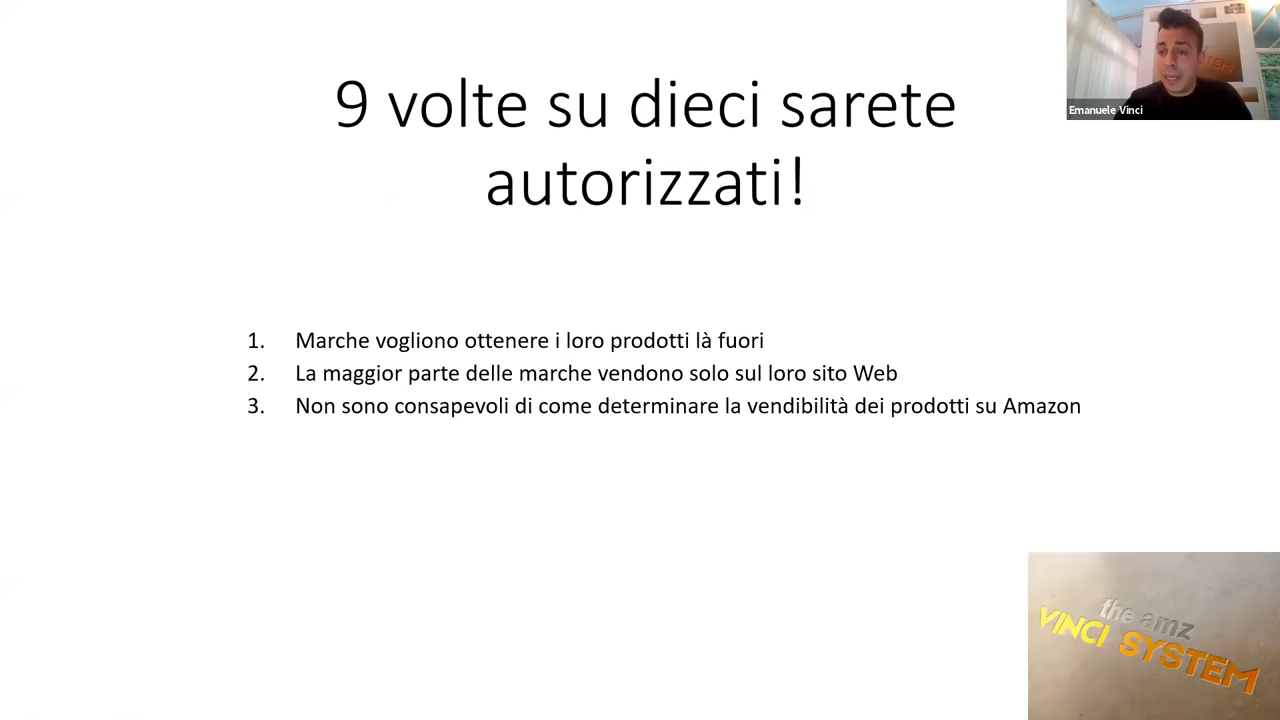 9 volte su dieci sarete
autorizzati!
Emanuele Vinci
1. Marche vogliono ottenere i loro prodotti là fuori
2. La maggior parte delle marche vendono solo sul loro sito Web
3. Non sono consapevoli di come determinare la vendibilità dei prodotti su Amazon
the amz
VINCI SYSTEM